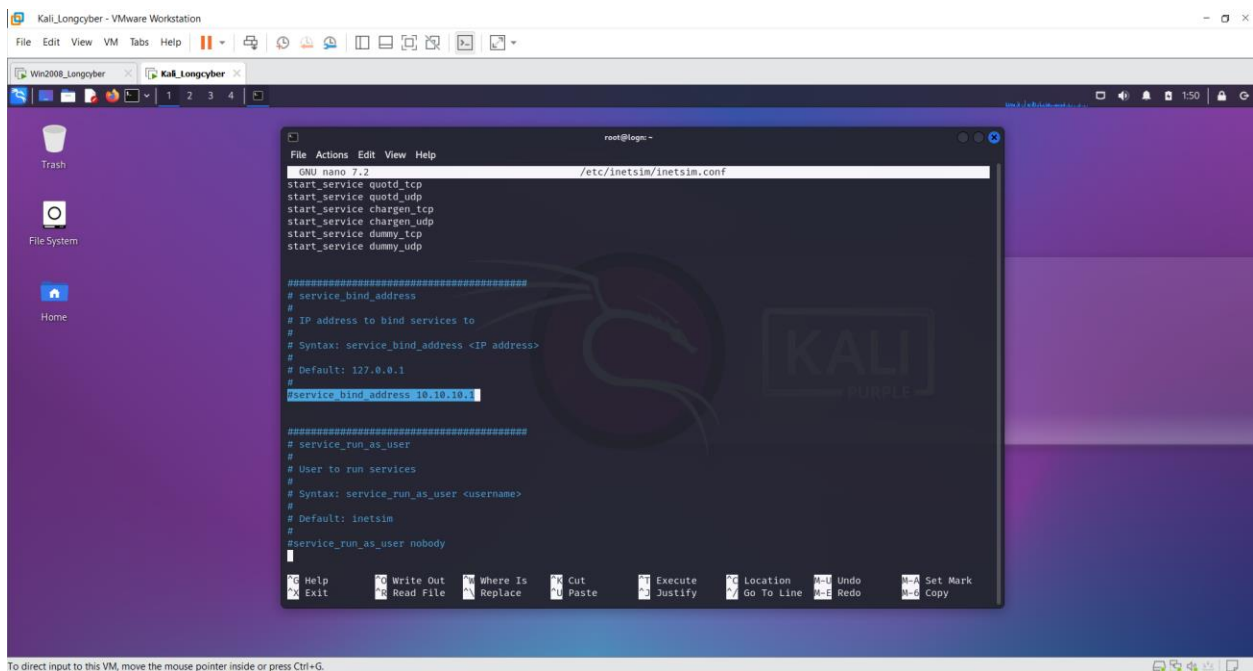 Kali_Longcyber - VMware Workstation
File Edit View VM Tabs Help
Win2008_Longcyber
Kali_Longcyber
1 2 3 4
1:50
Trash
File System
Home
root@logn: ~
File Actions Edit View Help
GNU nano 7.2 /etc/inetsim/inetsim.conf
start_service quotd_tcp
start_service quotd_udp
start_service chargen_tcp
start_service chargen_udp
start_service dummy_tcp
start_service dummy_udp
#########################################
# service_bind_address
#
# IP address to bind services to
#
# Syntax: service_bind_address <IP address>
#
# Default: 127.0.0.1
#
#service_bind_address 10.10.10.1
#########################################
# service_run_as_user
#
# User to run services
#
# Syntax: service_run_as_user <username>
#
# Default: inetsim
#
#service_run_as_user nobody
KALI
PURPLE
^G Help ^O Write Out ^W Where Is ^K Cut ^T Execute ^C Location M-U Undo M-A Set Mark
^X Exit ^R Read File ^\ Replace ^U Paste ^J Justify ^/ Go To Line M-E Redo M-6 Copy
To direct input to this VM, move the mouse pointer inside or press Ctrl+G.